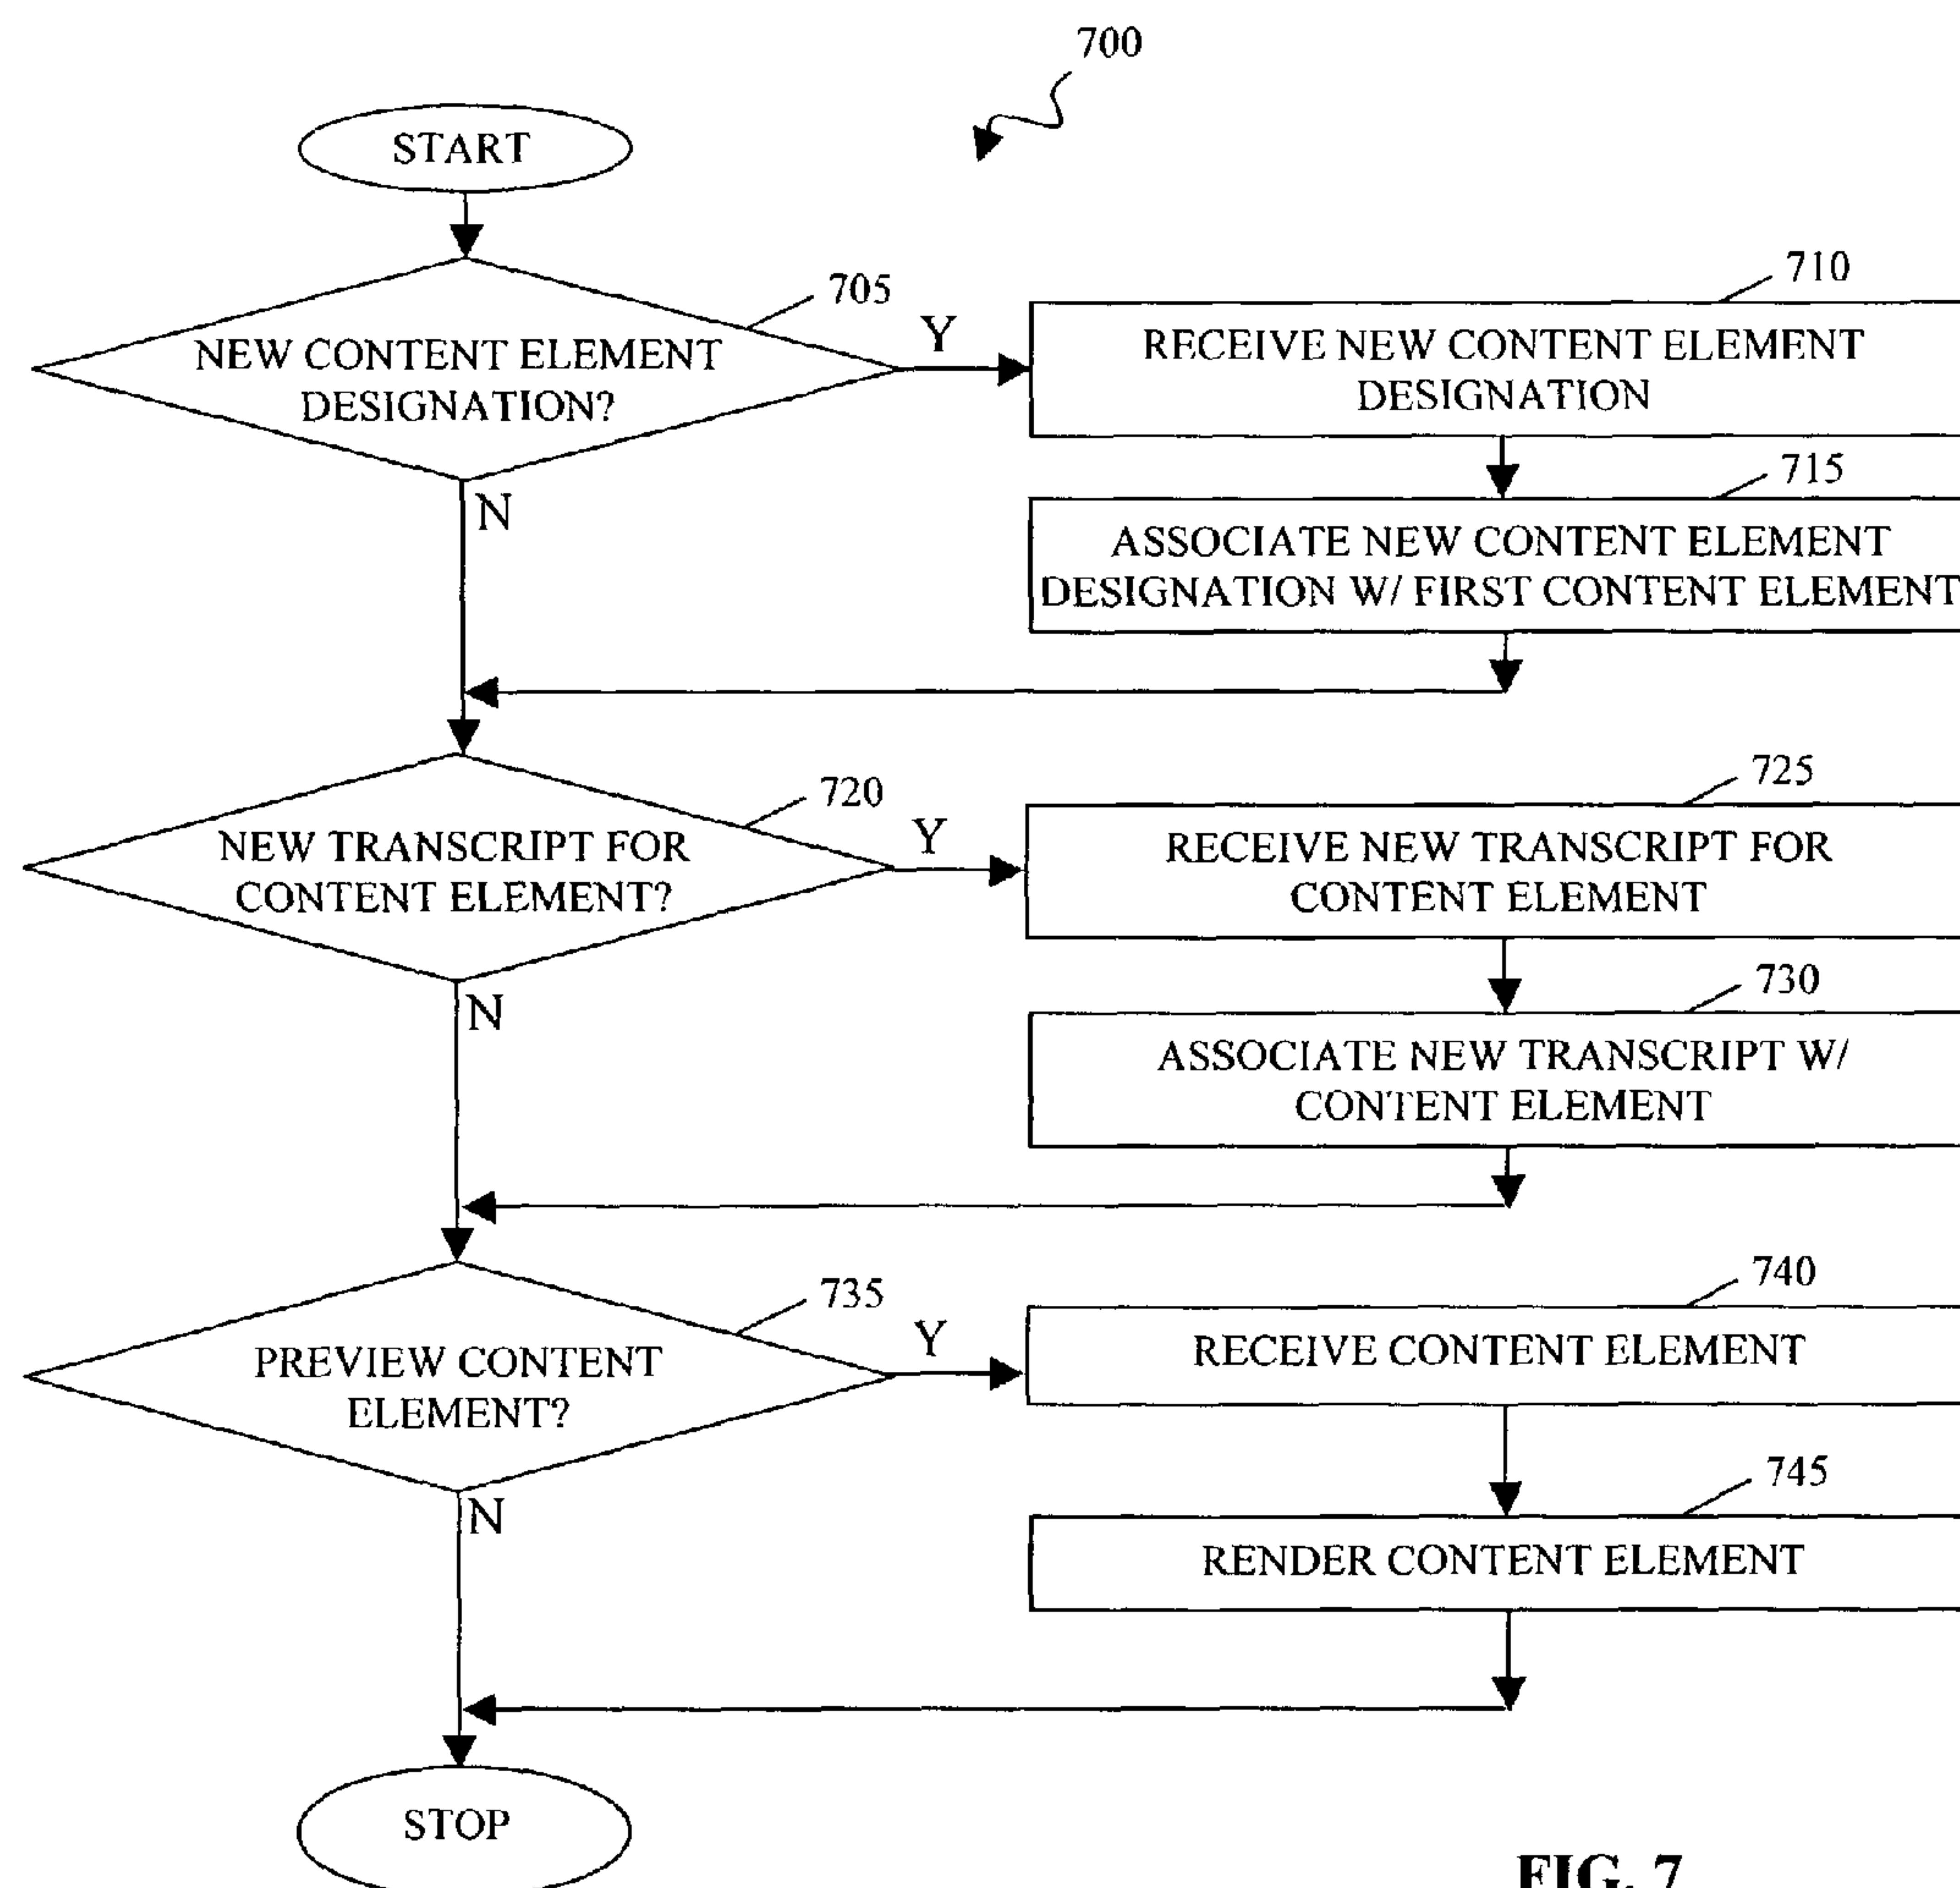 700
START
705
NEW CONTENT ELEMENT
DESIGNATION?
Y
N
710
RECEIVE NEW CONTENT ELEMENT
DESIGNATION
715
ASSOCIATE NEW CONTENT ELEMENT
DESIGNATION W/ FIRST CONTENT ELEMENT
720
NEW TRANSCRIPT FOR
CONTENT ELEMENT?
Y
N
725
RECEIVE NEW TRANSCRIPT FOR
CONTENT ELEMENT
730
ASSOCIATE NEW TRANSCRIPT W/
CONTENT ELEMENT
735
PREVIEW CONTENT
ELEMENT?
Y
N
740
RECEIVE CONTENT ELEMENT
745
RENDER CONTENT ELEMENT
STOP
FIG. 7